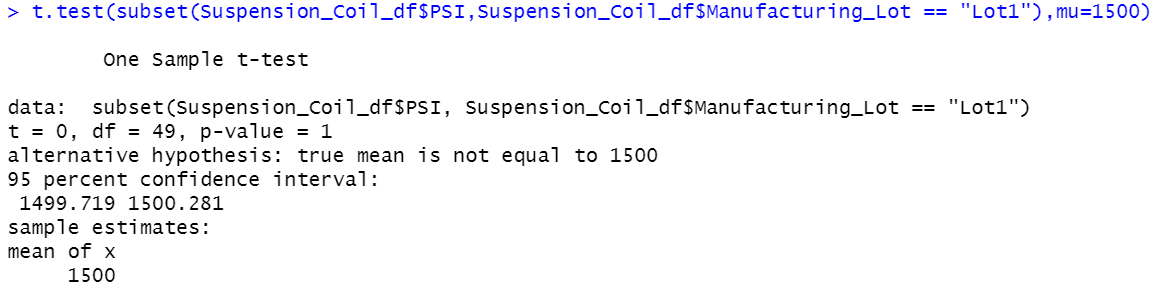 > t.test(subset(Suspension_Coil_df$PSI,Suspension_Coil_df$Manufacturing_Lot == "Lot1"),mu=1500)
One Sample t-test
data:  subset(Suspension_Coil_df$PSI, Suspension_Coil_df$Manufacturing_Lot == "Lot1")
t = 0, df = 49, p-value = 1
alternative hypothesis: true mean is not equal to 1500
95 percent confidence interval:
1499.719 1500.281
sample estimates:
mean of x
1500